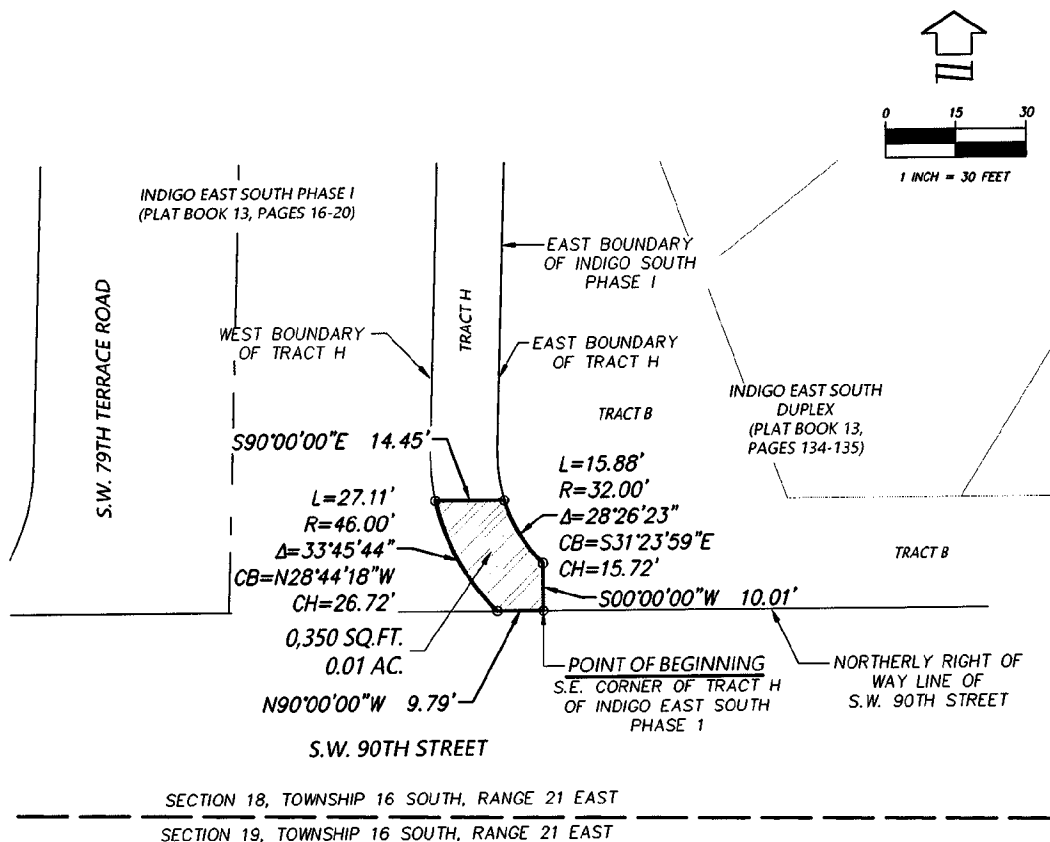 0 15 30
1 INCH = 30 FEET
INDIGO EAST SOUTH PHASE I
(PLAT BOOK 13, PAGES 16-20)
S.W. 79TH TERRACE ROAD
TRACT H
EAST BOUNDARY
OF INDIGO SOUTH
PHASE I
WEST BOUNDARY
OF TRACT H
EAST BOUNDARY
OF TRACT H
TRACT B
INDIGO EAST SOUTH
DUPLEX
(PLAT BOOK 13,
PAGES 134-135)
S90°00'00"E 14.45'
L=27.11'
R=46.00'
Δ=33°45'44"
CB=N28°44'18"W
CH=26.72'
L=15.88'
R=32.00'
Δ=28°26'23"
CB=S31°23'59"E
CH=15.72'
TRACT B
S00°00'00"W 10.01'
0,350 SQ.FT.
0.01 AC.
N90°00'00"W 9.79'
POINT OF BEGINNING
S.E. CORNER OF TRACT H
OF INDIGO EAST SOUTH
PHASE 1
NORTHERLY RIGHT OF
WAY LINE OF
S.W. 90TH STREET
S.W. 90TH STREET
SECTION 18, TOWNSHIP 16 SOUTH, RANGE 21 EAST
SECTION 19, TOWNSHIP 16 SOUTH, RANGE 21 EAST